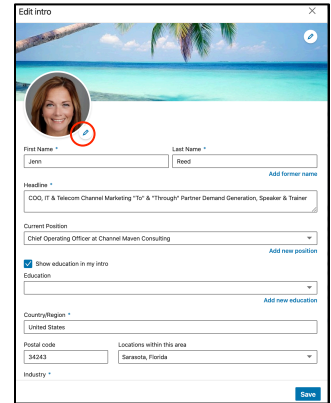 Edit intro
First Name *
Last Name *
Jenn
Reed
Add former name
Headline *
COO, IT & Telecom Channel Marketing "To" & "Through" Partner Demand Generation, Speaker & Trainer
Current Position
Chief Operating Officer at Channel Maven Consulting
Add new position
Show education in my intro
Education
Add new education
Country/Region *
United States
Postal code
Locations within this area
34243
Sarasota, Florida
Industry *
Save